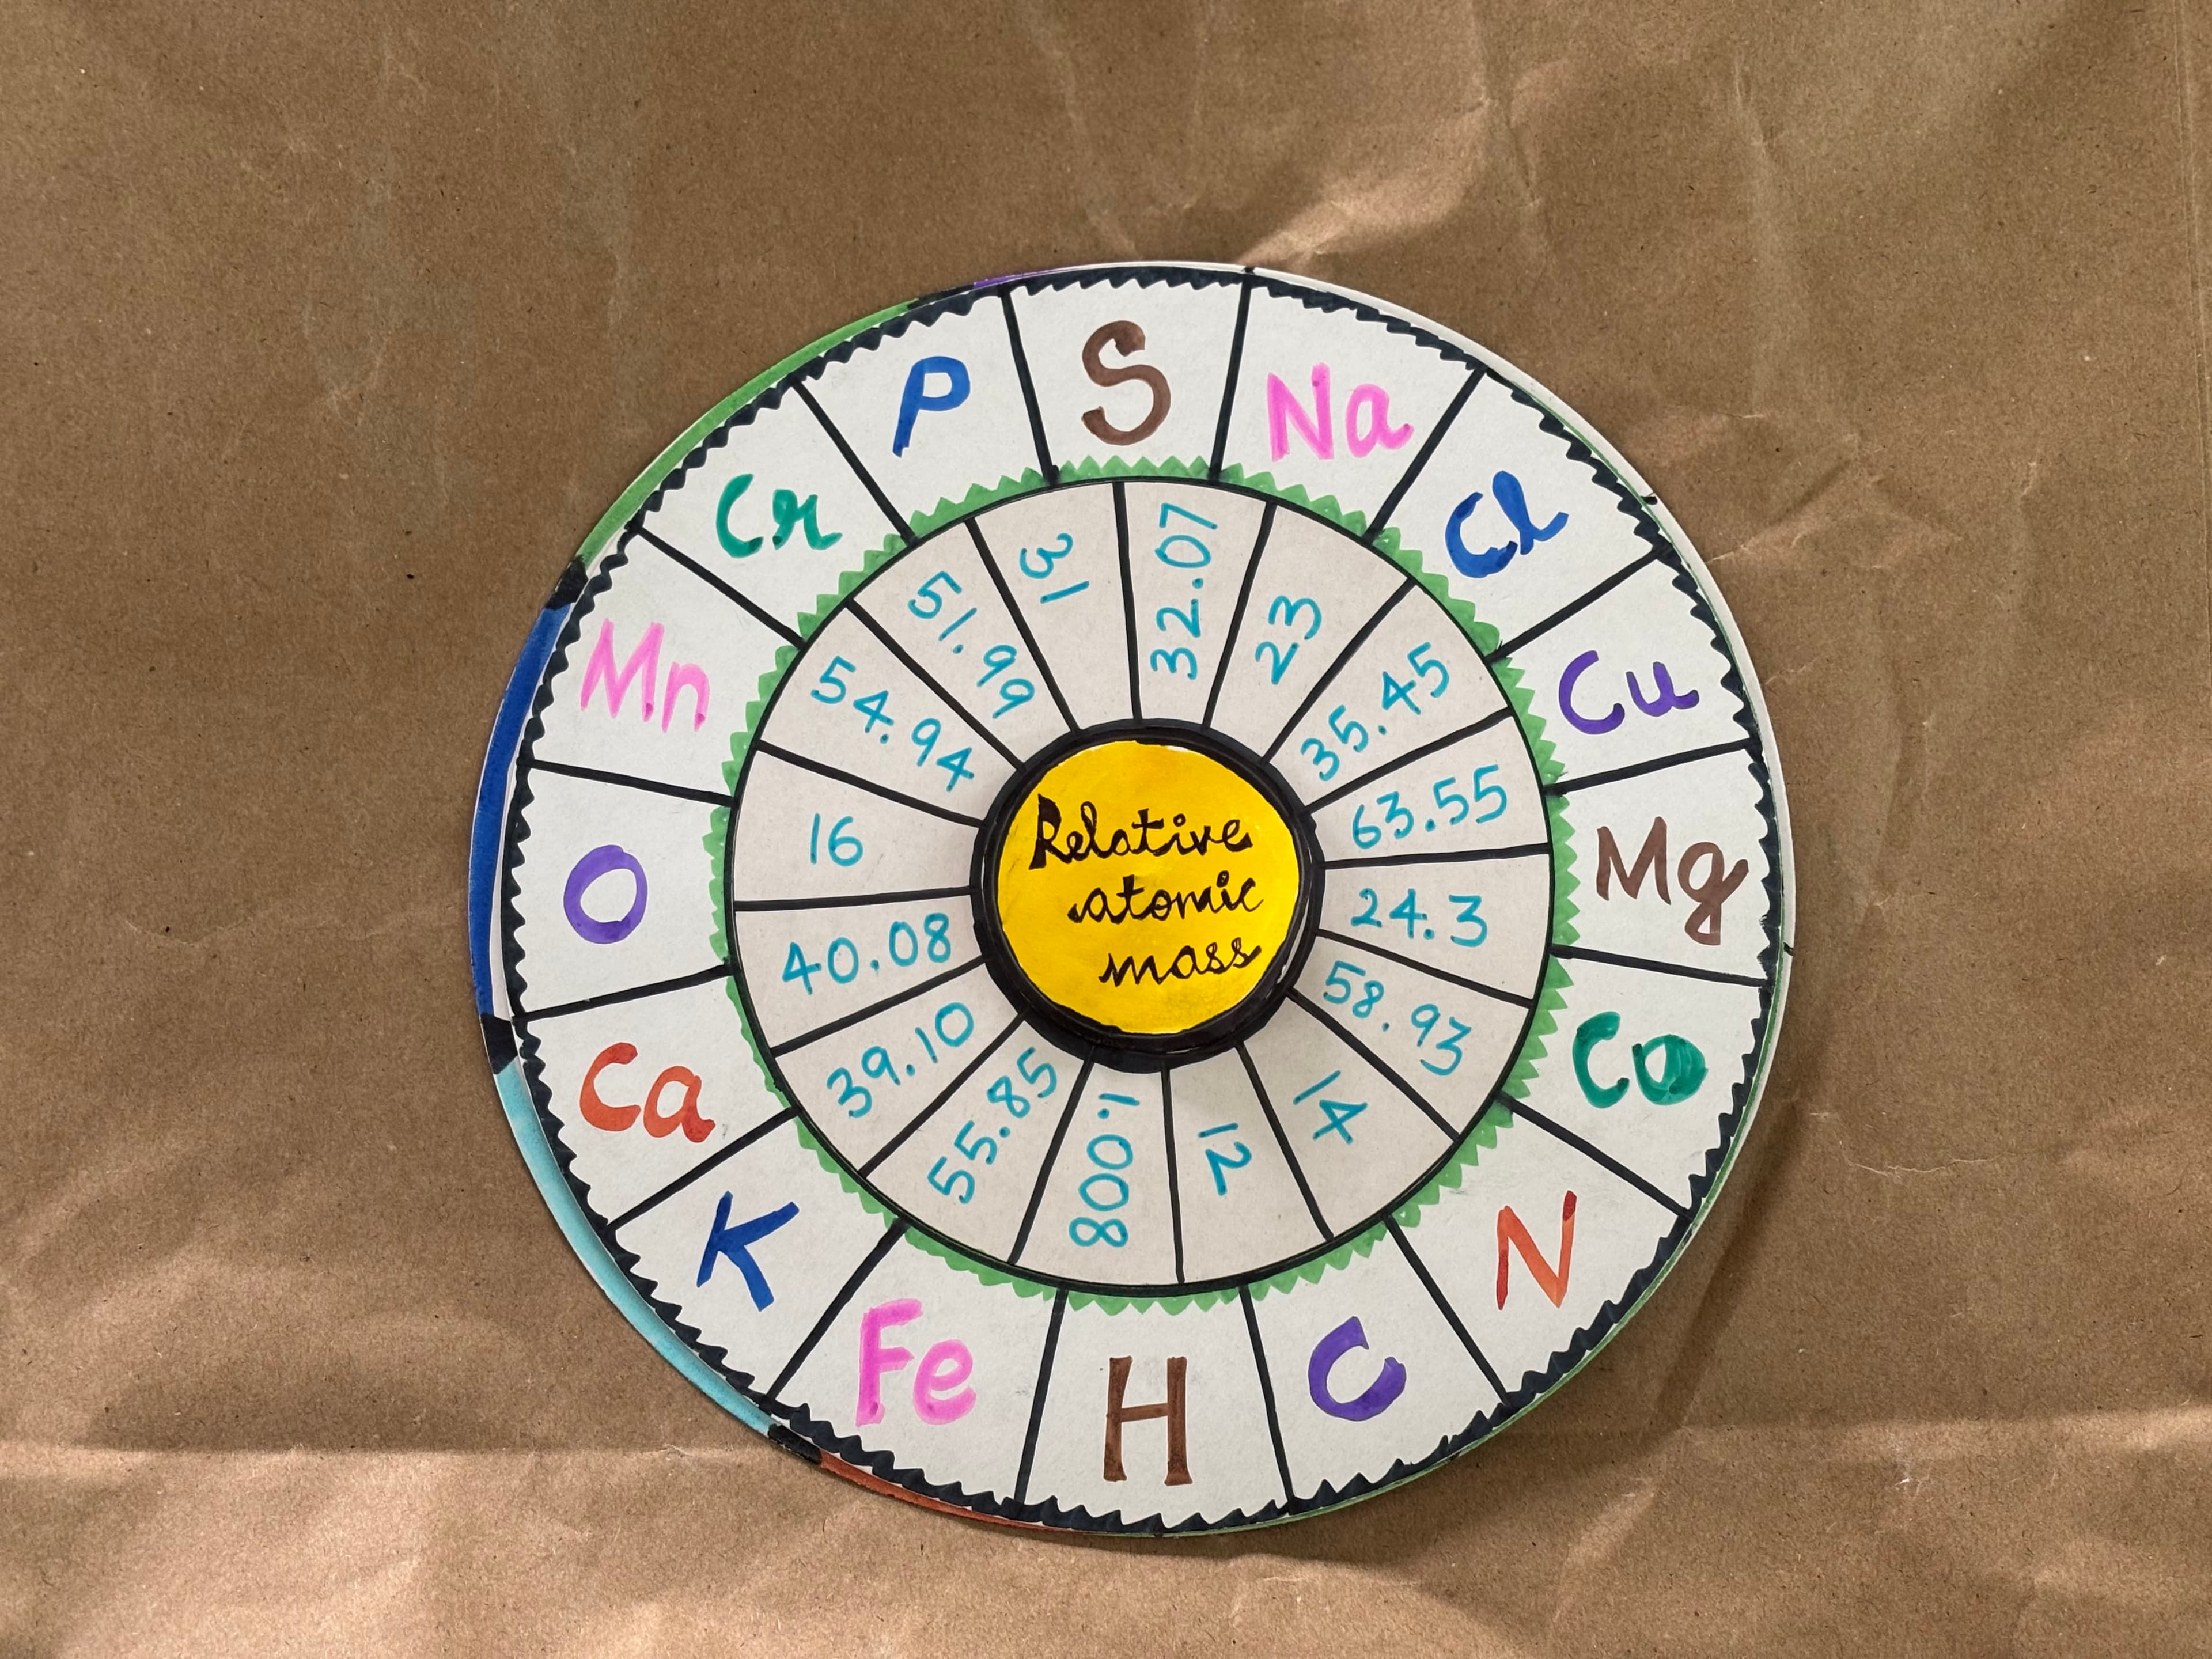 S
Na
Cl
Cu
Mg
Co
N
C
H
Fe
K
Ca
O
Mn
Cr
P
32.07
23
35.45
63.55
24.3
58.93
14
12
1.008
55.85
39.10
40.08
16
54.94
51.99
31
Relative
atomic
mass